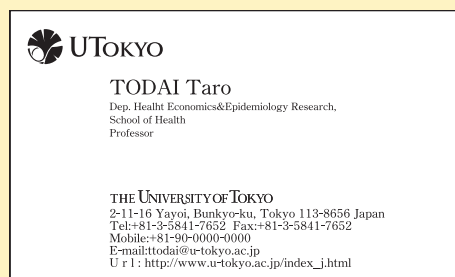 UTOKYO
TODAI Taro
Dep. Healht Economics&Epidemiology Research,
School of Health
Professor
THE UNIVERSITY OF TOKYO
2-11-16 Yayoi, Bunkyo-ku, Tokyo 113-8656 Japan
Tel:+81-3-5841-7652 Fax:+81-3-5841-7652
Mobile:+81-90-0000-0000
E-mail:ttodai@u-tokyo.ac.jp
U r l : http://www.u-tokyo.ac.jp/index_j.html